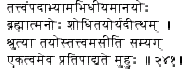 तत्त्वंपदाभ्यामभिधीयमानयोः
ब्रह्मात्मनोः शोधितयोर्यदीत्थम् ।
श्रुत्या तयोस्तत्त्वमसीति सम्यग्
एकत्वमेव प्रतिपाद्यते मुहुः ॥ २४१ ॥